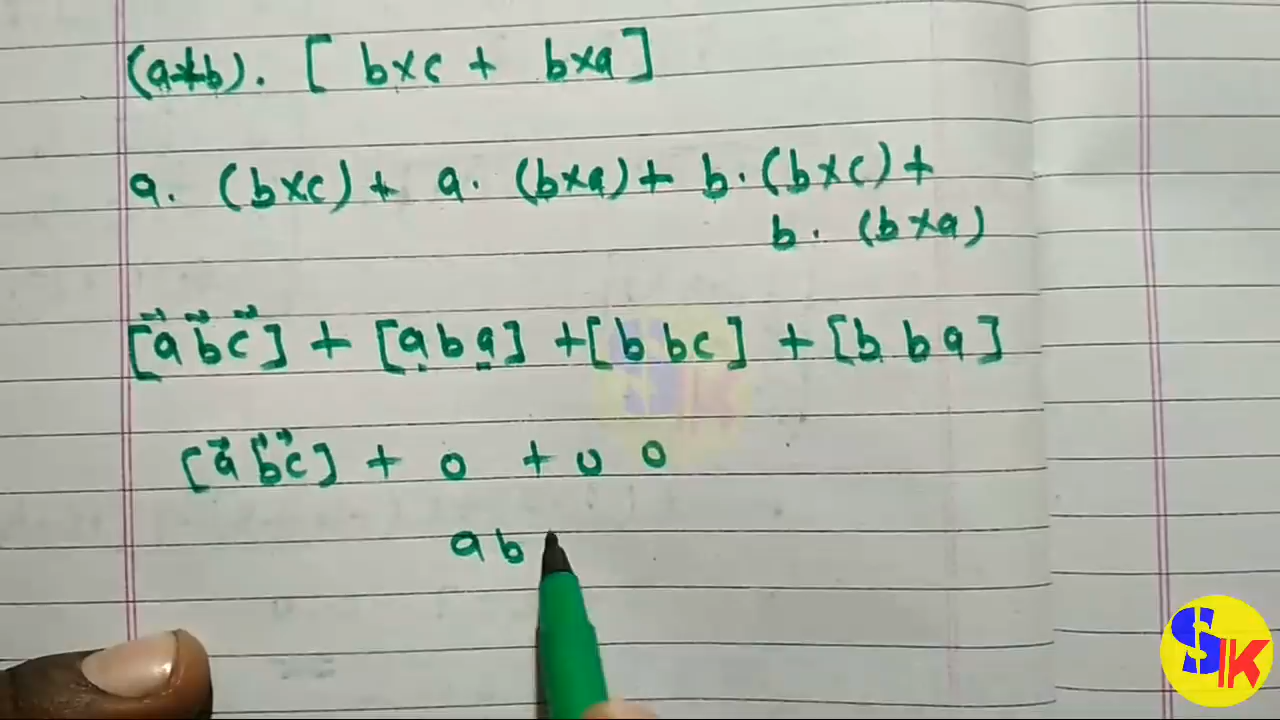 (a+b). [ b×c + b×a]
a. (b×c) + a. (b×a) + b. (b×c) +
b. (b×a)
[a⃗ b⃗ c⃗] + [a b a] + [b b c] + [b b a]
[a⃗ b⃗ c⃗] + 0 + 0 0
a b
SK